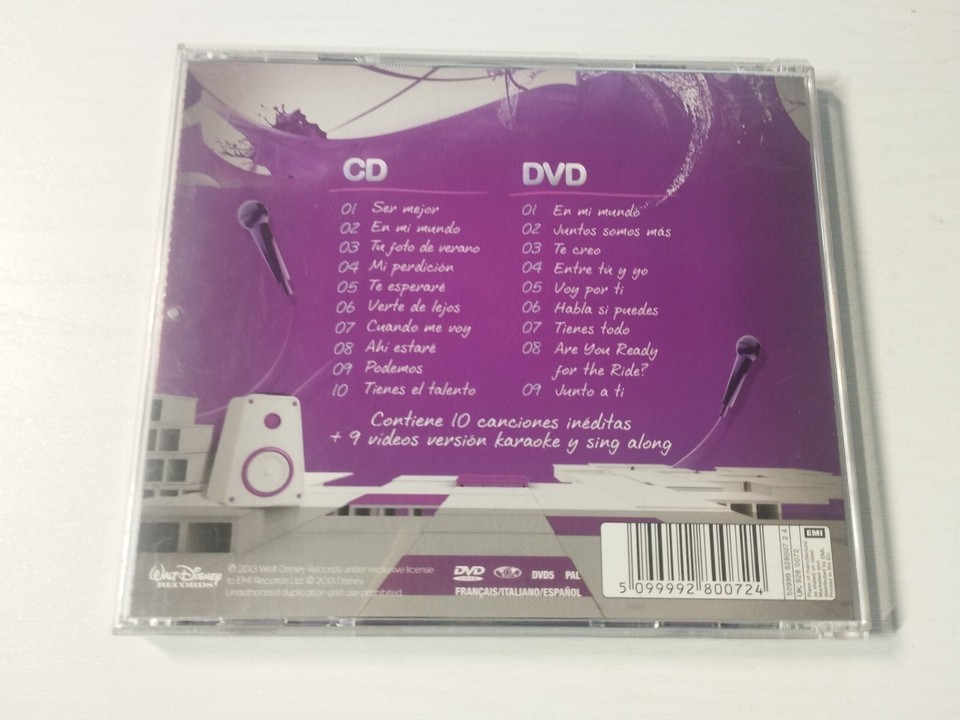 CD
01 Ser mejor
02 En mi mundo
03 Tu foto de verano
04 Mi perdición
05 Te esperaré
06 Verte de lejos
07 Cuando me voy
08 Ahí estaré
09 Podemos
10 Tienes el talento
DVD
01 En mi mundo
02 Juntos somos más
03 Te creo
04 Entre tú y yo
05 Voy por ti
06 Habla si puedes
07 Tienes todo
08 Are You Ready
for the Ride?
09 Junto a ti
Contiene 10 canciones inéditas
+ 9 videos versión karaoke y sing along
WALT DISNEY
RECORDS
℗ 2013 Walt Disney Records under exclusive license
to EMI Records Ltd. © 2013 Disney.
Unauthorized duplication and use prohibited.
DVD
DVD5 PAL
FRANÇAIS/ITALIANO/ESPAÑOL
5 099992 800724
EMI